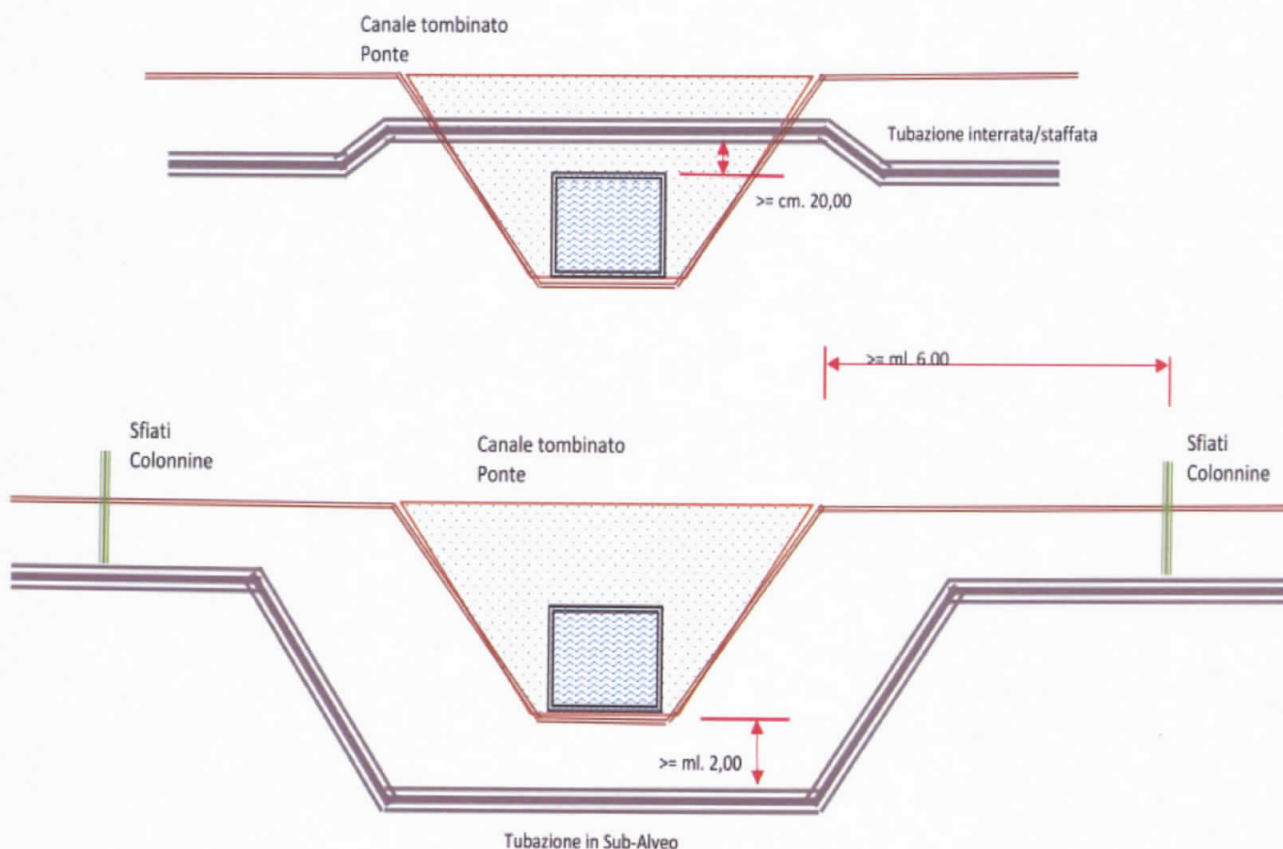 Canale tombinato
Ponte
Tubazione interrata/staffata
>= cm. 20,00
>= ml. 6.00
Sfiati
Colonnine
Canale tombinato
Ponte
Sfiati
Colonnine
>= ml. 2,00
Tubazione in Sub-Alveo